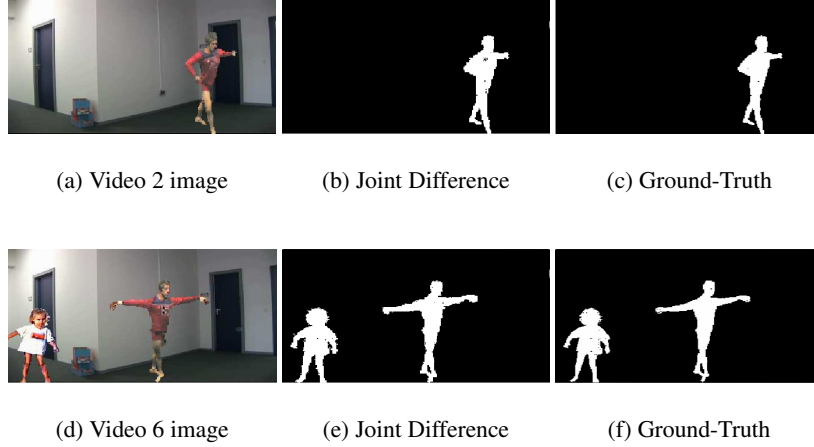 (a) Video 2 image
(b) Joint Difference
(c) Ground-Truth
(d) Video 6 image
(e) Joint Difference
(f) Ground-Truth